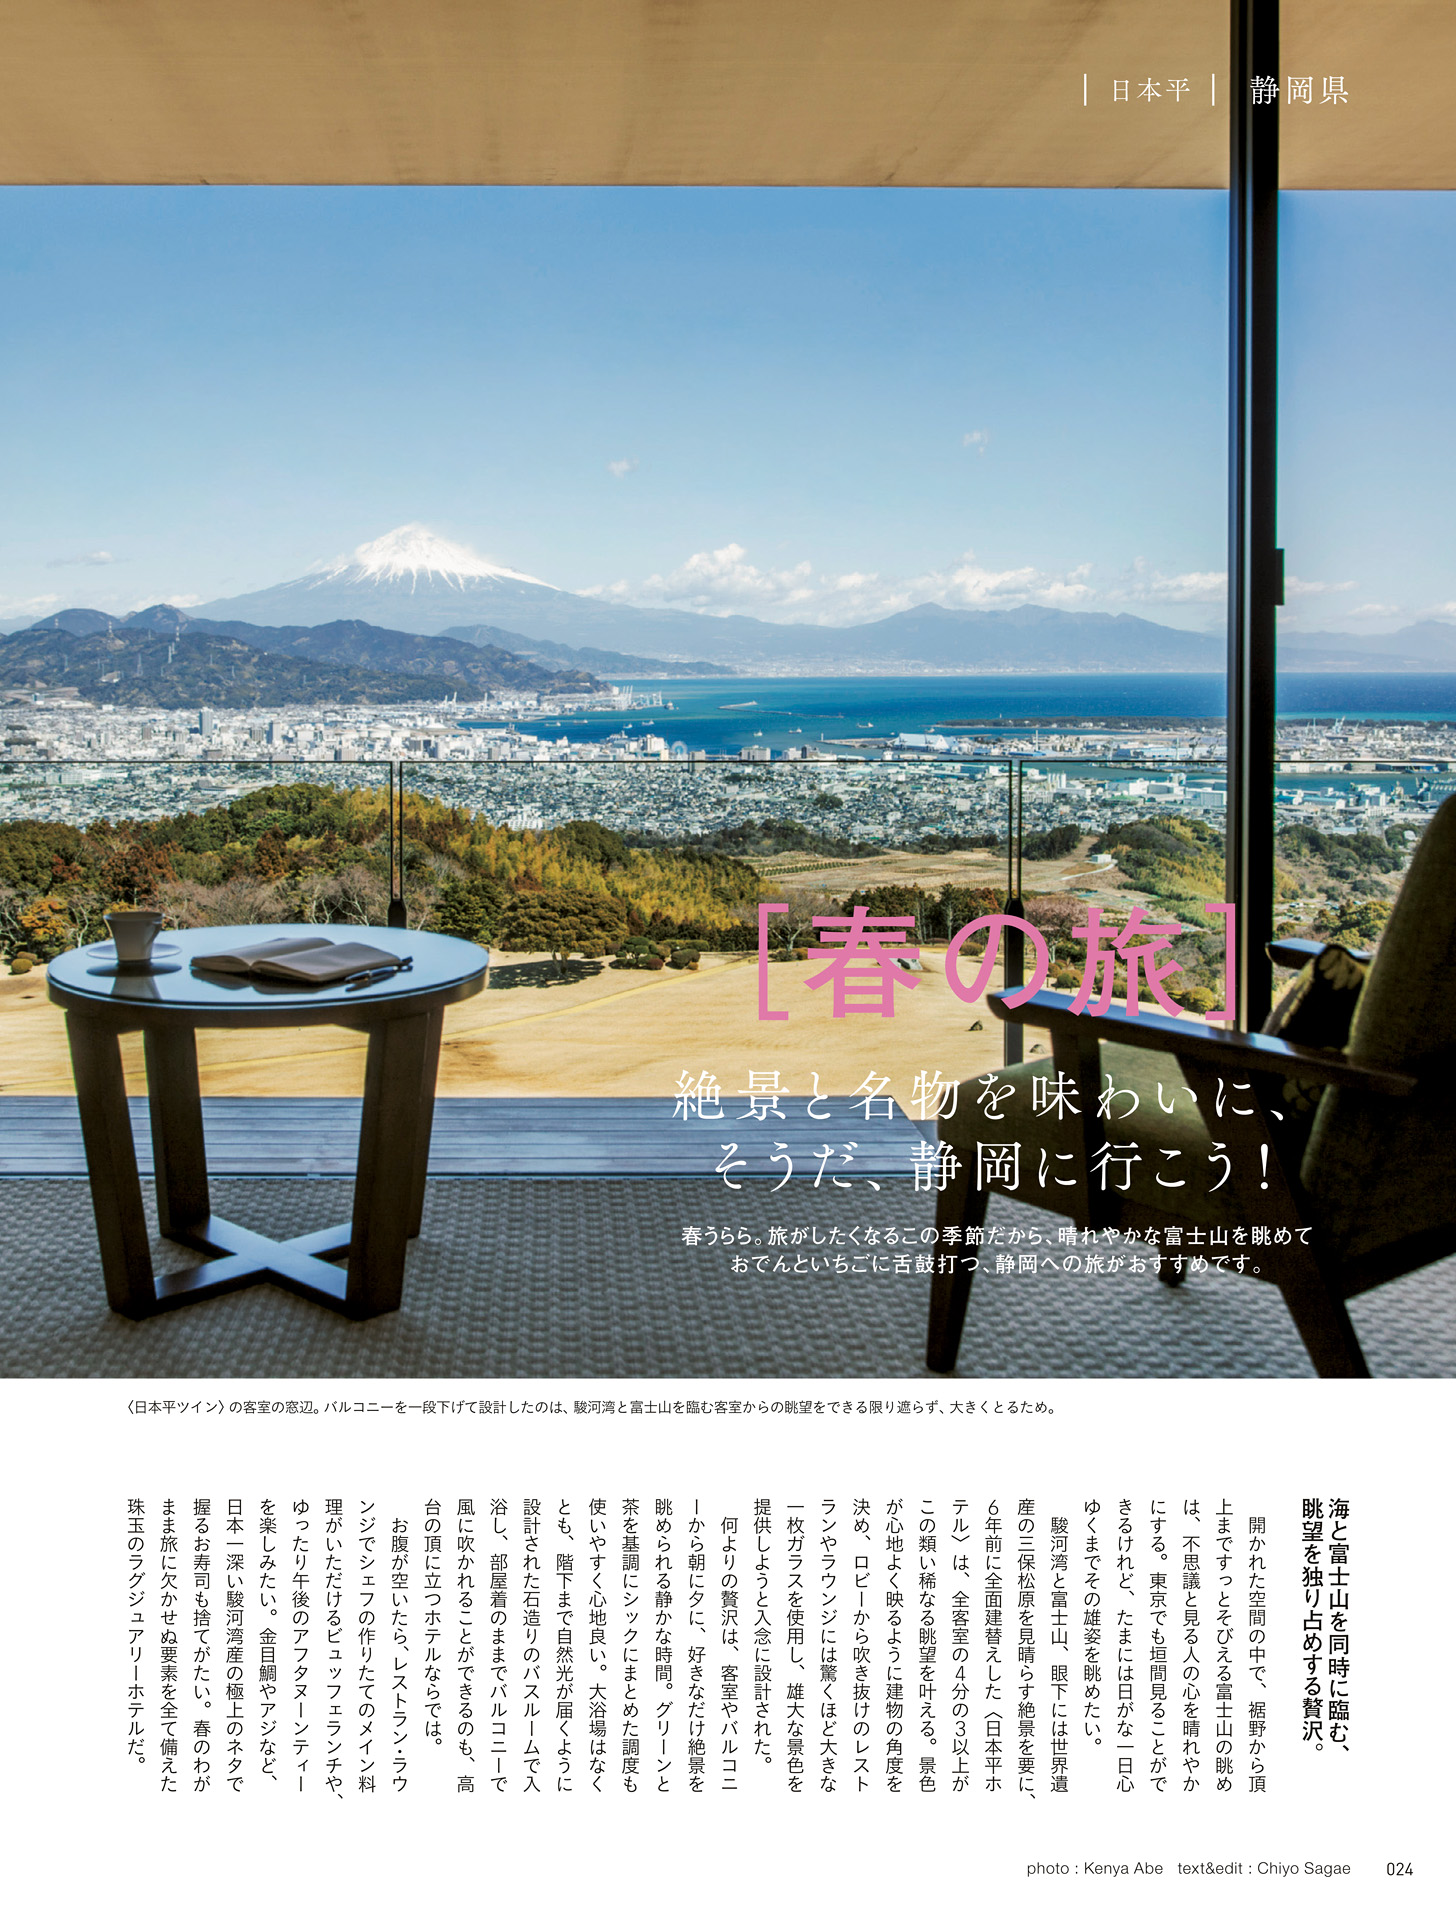 日本平 静岡県
[春の旅]
絶景と名物を味わいに、
そうだ、静岡に行こう！
春うらら。旅がしたくなるこの季節だから、晴れやかな富士山を眺めて
おでんといちごに舌鼓打つ、静岡への旅がおすすめです。
〈日本平ツイン〉の客室の窓辺。バルコニーを一段下げて設計したのは、駿河湾と富士山を臨む客室からの眺望をできる限り遮らず、大きくとるため。
海と富士山を同時に臨む、
眺望を独り占めする贅沢。
開かれた空間の中で、裾野から頂
上まですっとそびえる富士山の眺め
は、不思議と見る人の心を晴れやか
にする。東京でも垣間見ることがで
きるけれど、たまには日がな一日心
ゆくまでその雄姿を眺めたい。
駿河湾と富士山、眼下には世界遺
産の三保松原を見晴らす絶景を要に、
6年前に全面建替えした〈日本平ホ
テル〉は、全客室の4分の3以上が
この類い稀なる眺望を叶える。景色
が心地よく映るように建物の角度を
決め、ロビーから吹き抜けのレスト
ランやラウンジには驚くほど大きな
一枚ガラスを使用し、雄大な景色を
提供しようと入念に設計された。
何よりの贅沢は、客室やバルコニ
ーから朝に夕に、好きなだけ絶景を
眺められる静かな時間。グリーンと
茶を基調にシックにまとめた調度も
使いやすく心地良い。大浴場はなく
とも、階下まで自然光が届くように
設計された石造りのバスルームで入
浴し、部屋着のままでバルコニーで
風に吹かれることができるのも、高
台の頂に立つホテルならでは。
お腹が空いたら、レストラン・ラウ
ンジでシェフの作りたてのメイン料
理がいただけるビュッフェランチや、
ゆったり午後のアフタヌーンティー
を楽しみたい。金目鯛やアジなど、
日本一深い駿河湾産の極上のネタで
握るお寿司も捨てがたい。春のわが
まま旅に欠かせぬ要素を全て備えた
珠玉のラグジュアリーホテルだ。
photo : Kenya Abe text&edit : Chiyo Sagae 024